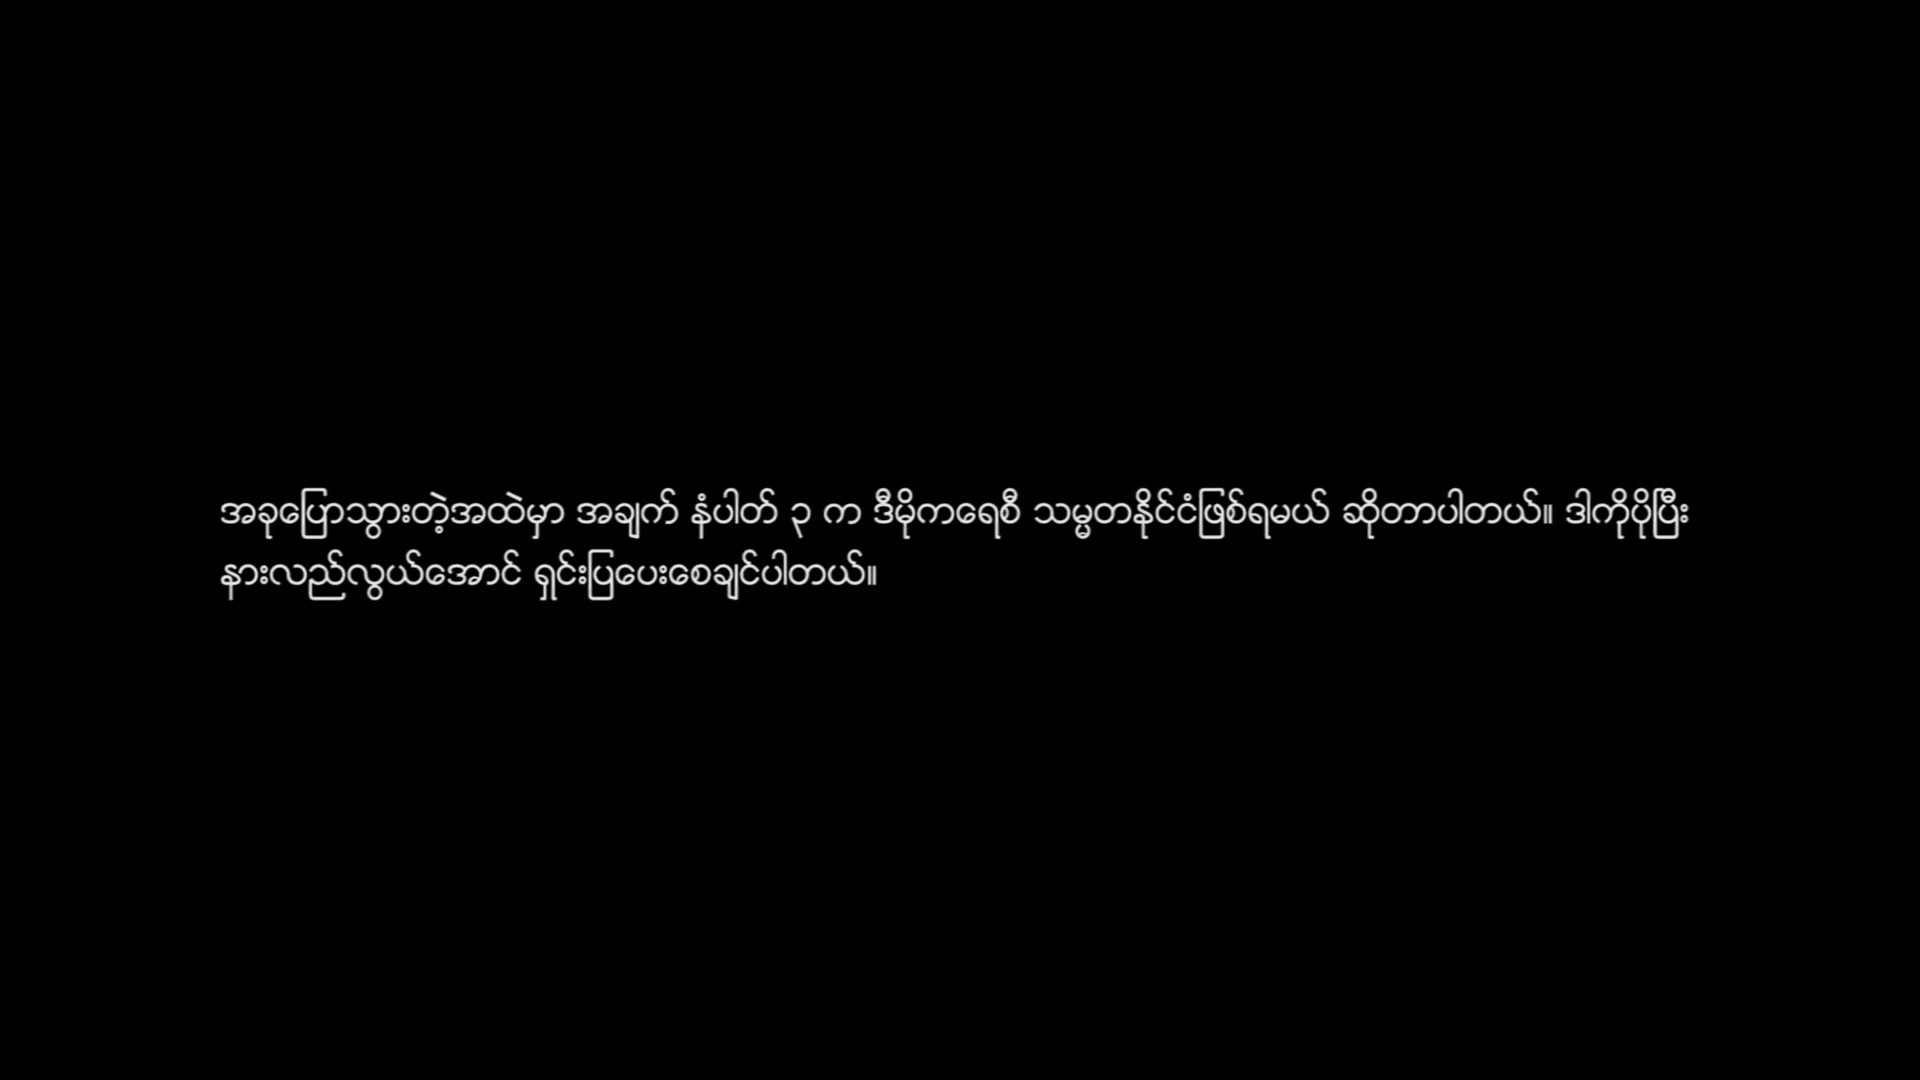 အခုပြောသွားတဲ့အထဲမှာ အချက် နံပါတ် ၃ က ဒီမိုကရေစီ သမ္မတနိုင်ငံဖြစ်ရမယ် ဆိုတာပါတယ်။ ဒါကိုပိုပြီး
နားလည်လွယ်အောင် ရှင်းပြပေးစေချင်ပါတယ်။